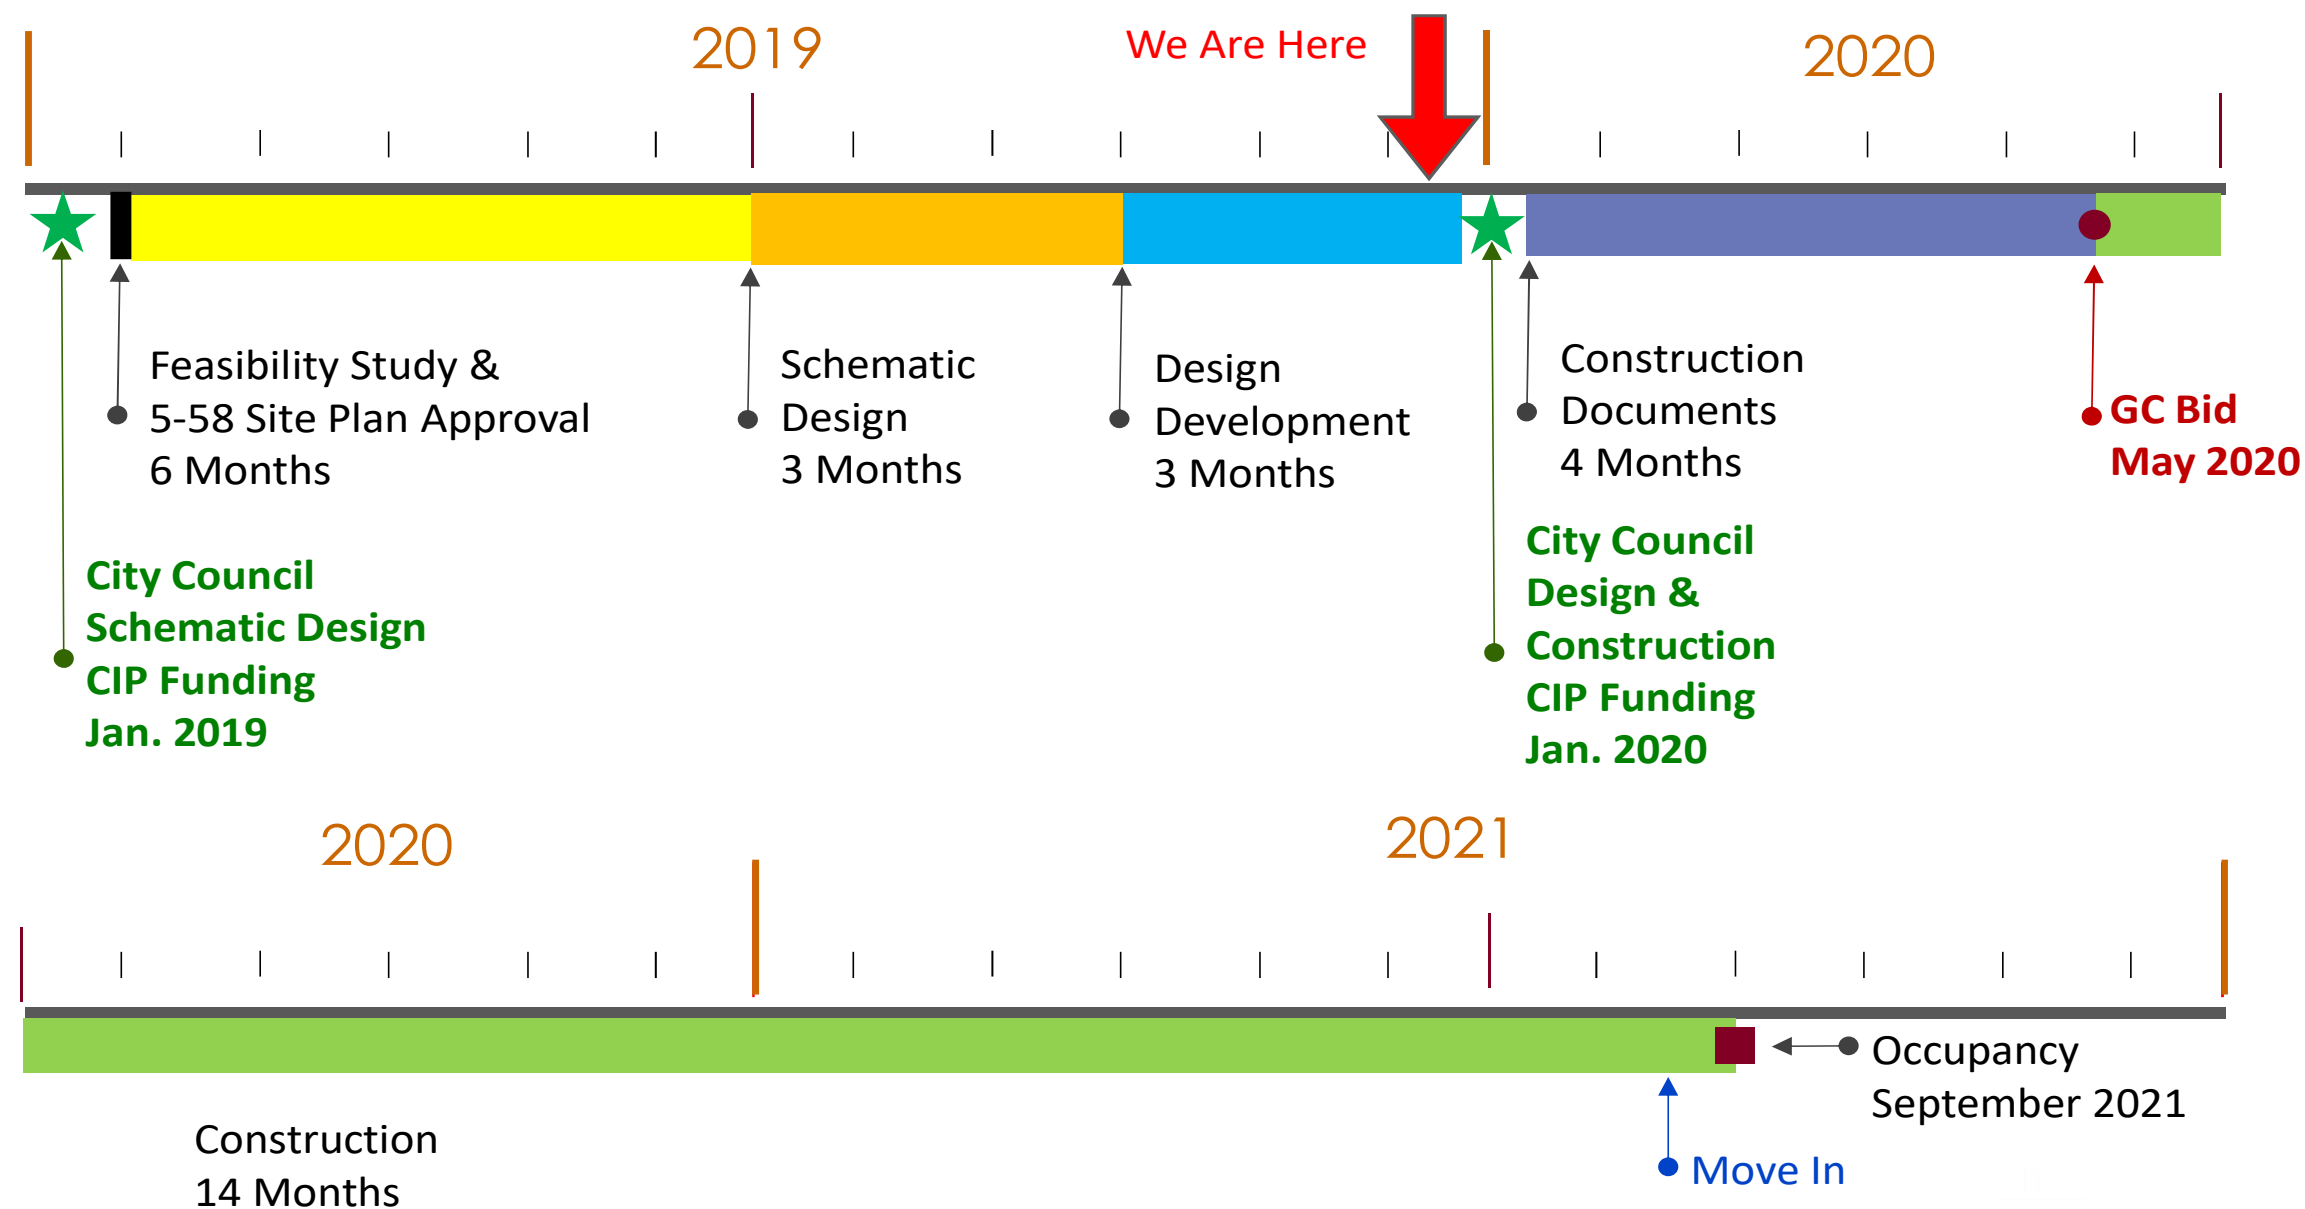 2019
We Are Here
2020
Feasibility Study &
5-58 Site Plan Approval
6 Months
Schematic
Design
3 Months
Design
Development
3 Months
Construction
Documents
4 Months
GC Bid
May 2020
City Council
Schematic Design
CIP Funding
Jan. 2019
City Council
Design &
Construction
CIP Funding
Jan. 2020
2020
2021
Construction
14 Months
Move In
Occupancy
September 2021